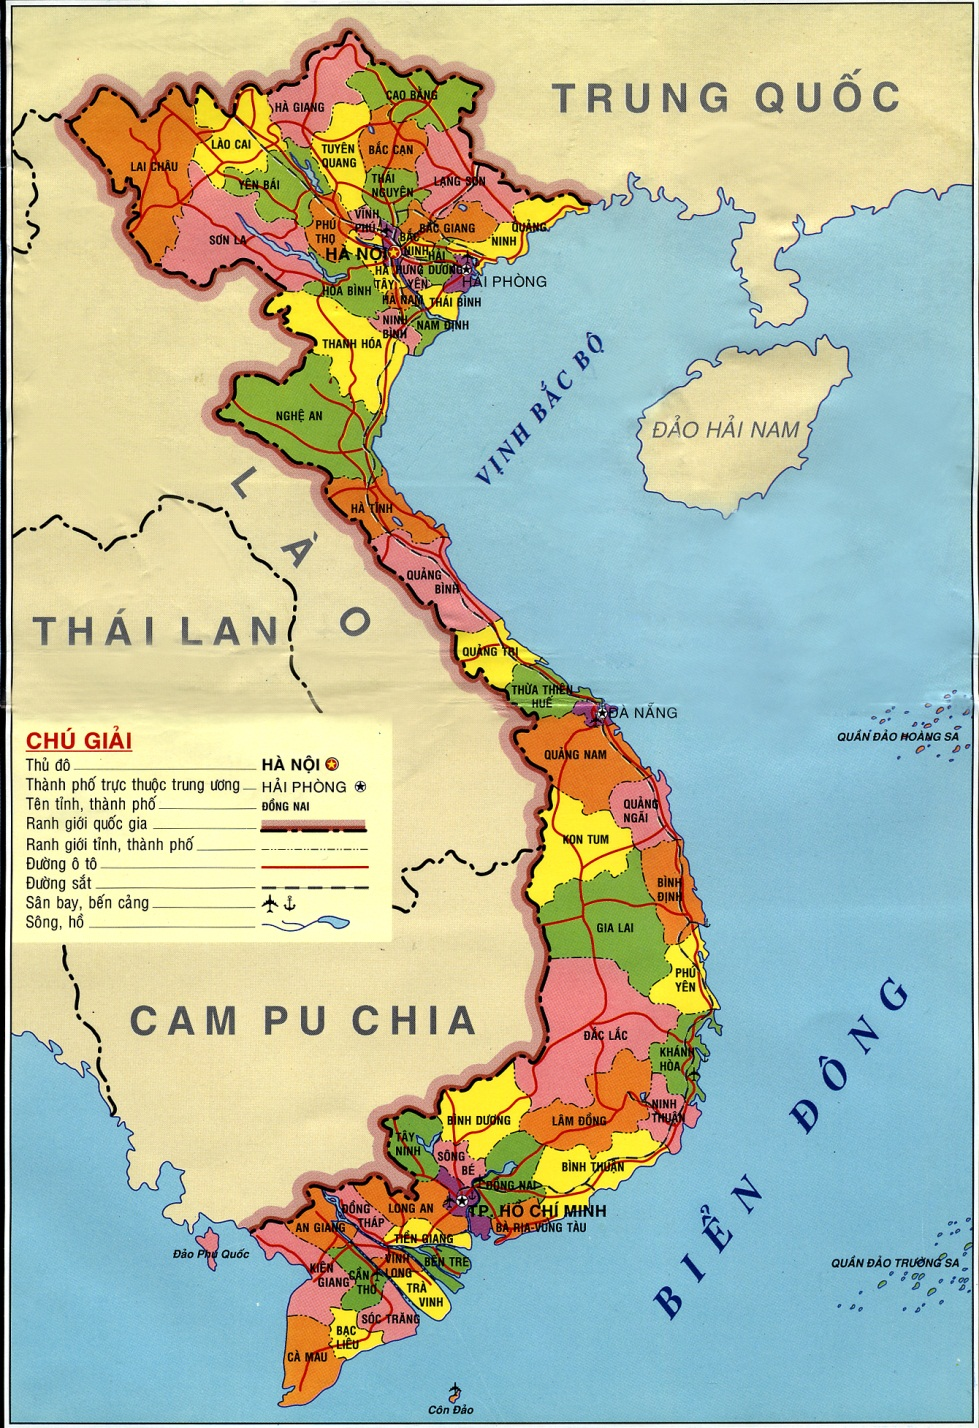 TRUNG QUỐC
HÀ GIANG
CAO BẰNG
LÀO CAI
TUYÊN
QUANG
BẮC CẠN
LAI CHÂU
YÊN BÁI
THÁI
NGUYÊN
LẠNG SƠN
VĨNH
PHÚ
PHÚ
THỌ
BẮC GIANG
QUẢNG
NINH
SƠN LA
BẮC
NINH
HÀ NỘI
HẢI
DƯƠNG
HÀ
TÂY
HƯNG
YÊN
HẢI PHÒNG
HÒA BÌNH
HÀ NAM
THÁI BÌNH
NINH
BÌNH
NAM ĐỊNH
THANH HÓA
VỊNH BẮC BỘ
NGHỆ AN
ĐẢO HẢI NAM
LÀO
HÀ TĨNH
QUẢNG
BÌNH
THÁI LAN
QUẢNG TRỊ
THỪA THIÊN
HUẾ
ĐÀ NẴNG
QUẦN ĐẢO HOÀNG SA
CHÚ GIẢI
Thủ đô HÀ NỘI
Thành phố trực thuộc trung ương HẢI PHÒNG
Tên tỉnh, thành phố ĐỒNG NAI
Ranh giới quốc gia
Ranh giới tỉnh, thành phố
Đường ô tô
Đường sắt
Sân bay, bến cảng
Sông, hồ
QUẢNG NAM
QUẢNG
NGÃI
KON TUM
BÌNH
ĐỊNH
GIA LAI
PHÚ
YÊN
CAM PU CHIA
ĐẮC LẮC
KHÁNH
HÒA
BIỂN ĐÔNG
NINH
THUẬN
BÌNH DƯƠNG
LÂM ĐỒNG
TÂY
NINH
SÔNG
BÉ
BÌNH THUẬN
ĐỒNG NAI
TP. HỒ CHÍ MINH
BÀ RỊA-VŨNG TÀU
LONG AN
ĐỒNG
THÁP
AN GIANG
TIỀN GIANG
Đảo Phú Quốc
KIÊN
GIANG
CẦN
THƠ
VĨNH
LONG
BẾN TRE
TRÀ
VINH
QUẦN ĐẢO TRƯỜNG SA
SÓC TRĂNG
BẠC
LIÊU
CÀ MAU
Côn Đảo